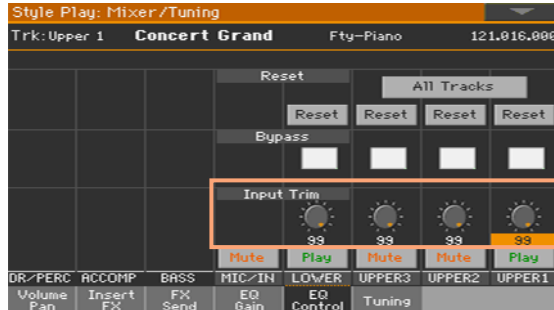 Style Play: Mixer/Tuning
Trk: Upper 1 Concert Grand Fty-Piano 121.016.000
Reset
All Tracks
Reset Reset Reset Reset
Bypass
Input Trim
99 99 99 99
Mute Play Mute Mute Play
DR/PERC ACCOMP BASS MIC/IN LOWER UPPER3 UPPER2 UPPER1
Volume Pan Insert FX FX Send EQ Gain EQ Control Tuning